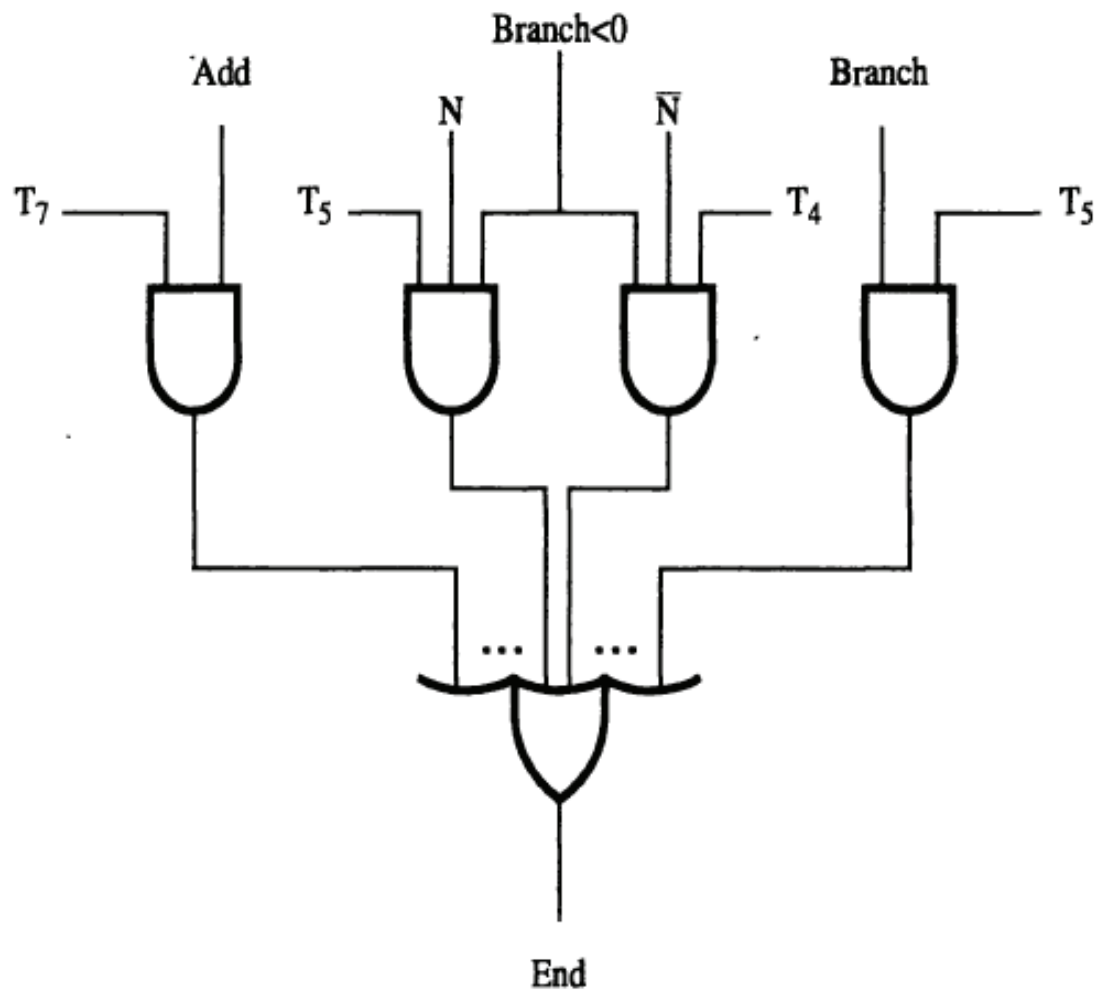 Branch<0
Add
Branch
N
N̅
T₇
T₅
T₄
T₅
...
...
End